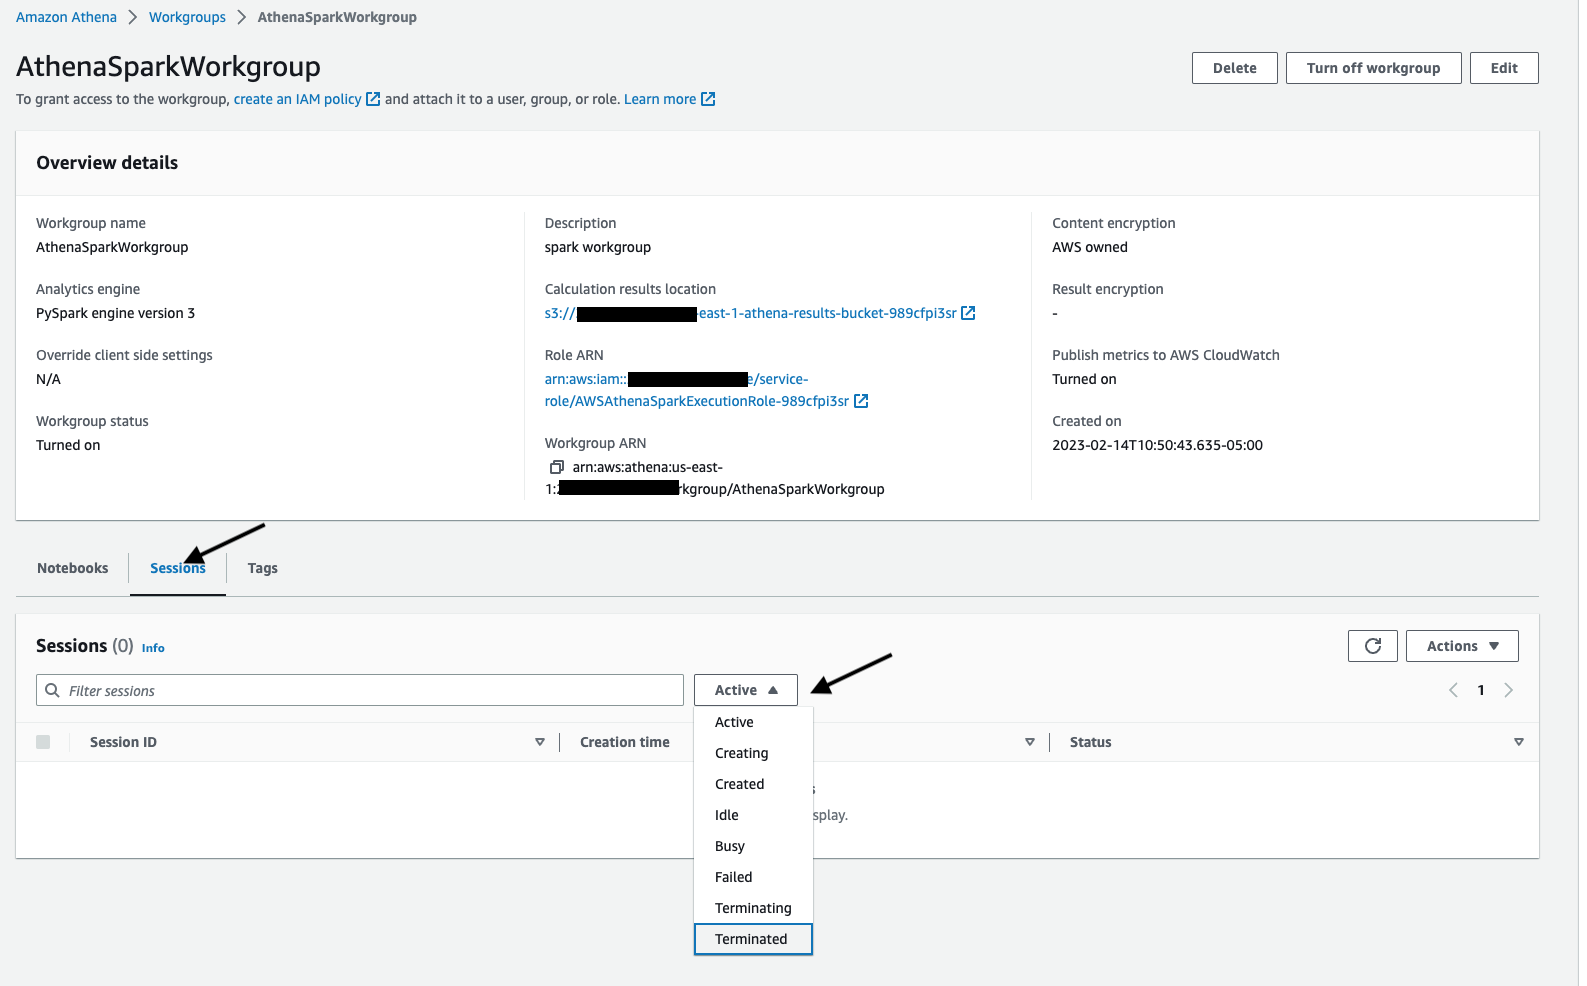 Amazon Athena > Workgroups > AthenaSparkWorkgroup
AthenaSparkWorkgroup
Delete
Turn off workgroup
Edit
To grant access to the workgroup, create an IAM policy and attach it to a user, group, or role. Learn more
Overview details
Workgroup name
AthenaSparkWorkgroup
Analytics engine
PySpark engine version 3
Override client side settings
N/A
Workgroup status
Turned on
Description
spark workgroup
Calculation results location
s3:// -east-1-athena-results-bucket-989cfpi3sr
Role ARN
arn:aws:iam:: e/service-
role/AWSAthenaSparkExecutionRole-989cfpi3sr
Workgroup ARN
arn:aws:athena:us-east-
1: rkgroup/AthenaSparkWorkgroup
Content encryption
AWS owned
Result encryption
-
Publish metrics to AWS CloudWatch
Turned on
Created on
2023-02-14T10:50:43.635-05:00
Notebooks
Sessions
Tags
Sessions (0) Info
Actions
Filter sessions
Active
1
Session ID
Creation time
Status
Active
Creating
Created
Idle
Busy
Failed
Terminating
Terminated
splay.